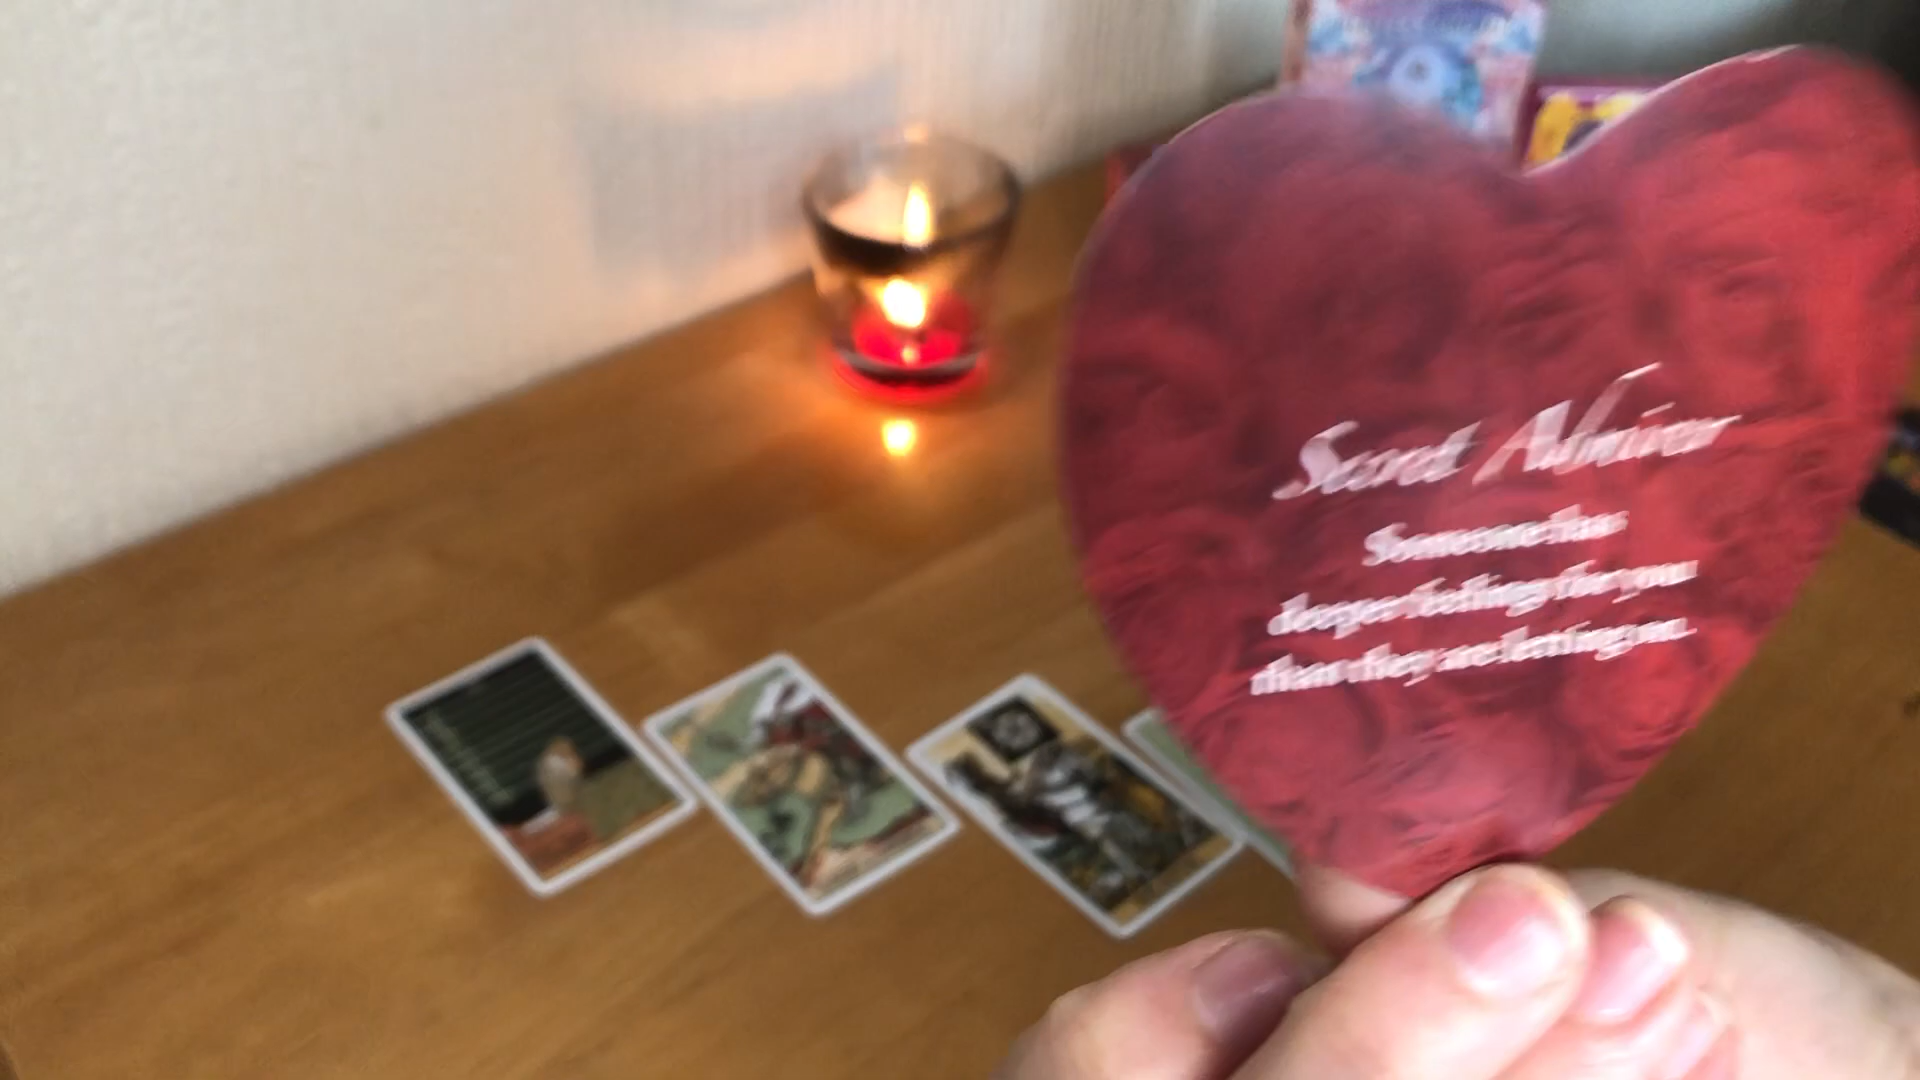 Secret Admirer
Someone has
deeper feelings for you
than they are letting on.